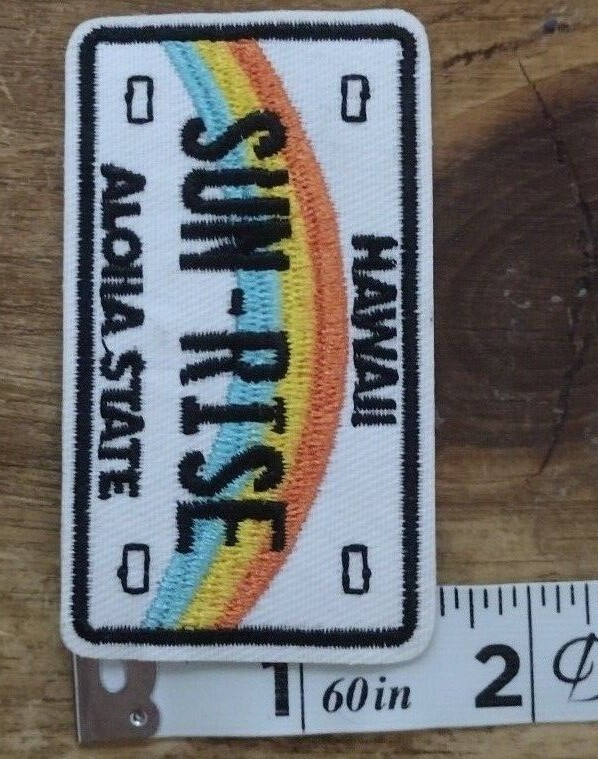 HAWAII
SUN-RISE
ALOHA STATE
1 60in 2